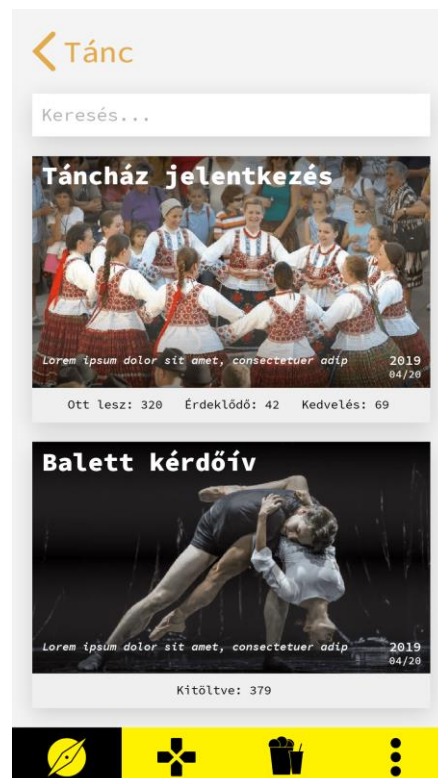 Tánc
Keresés...
Táncház jelentkezés
Lorem ipsum dolor sit amet, consectetuer adip
2019
04/20
Ott lesz: 320 Érdeklődő: 42 Kedvelés: 69
Balett kérdőív
Lorem ipsum dolor sit amet, consectetuer adip
2019
04/20
Kitöltve: 379